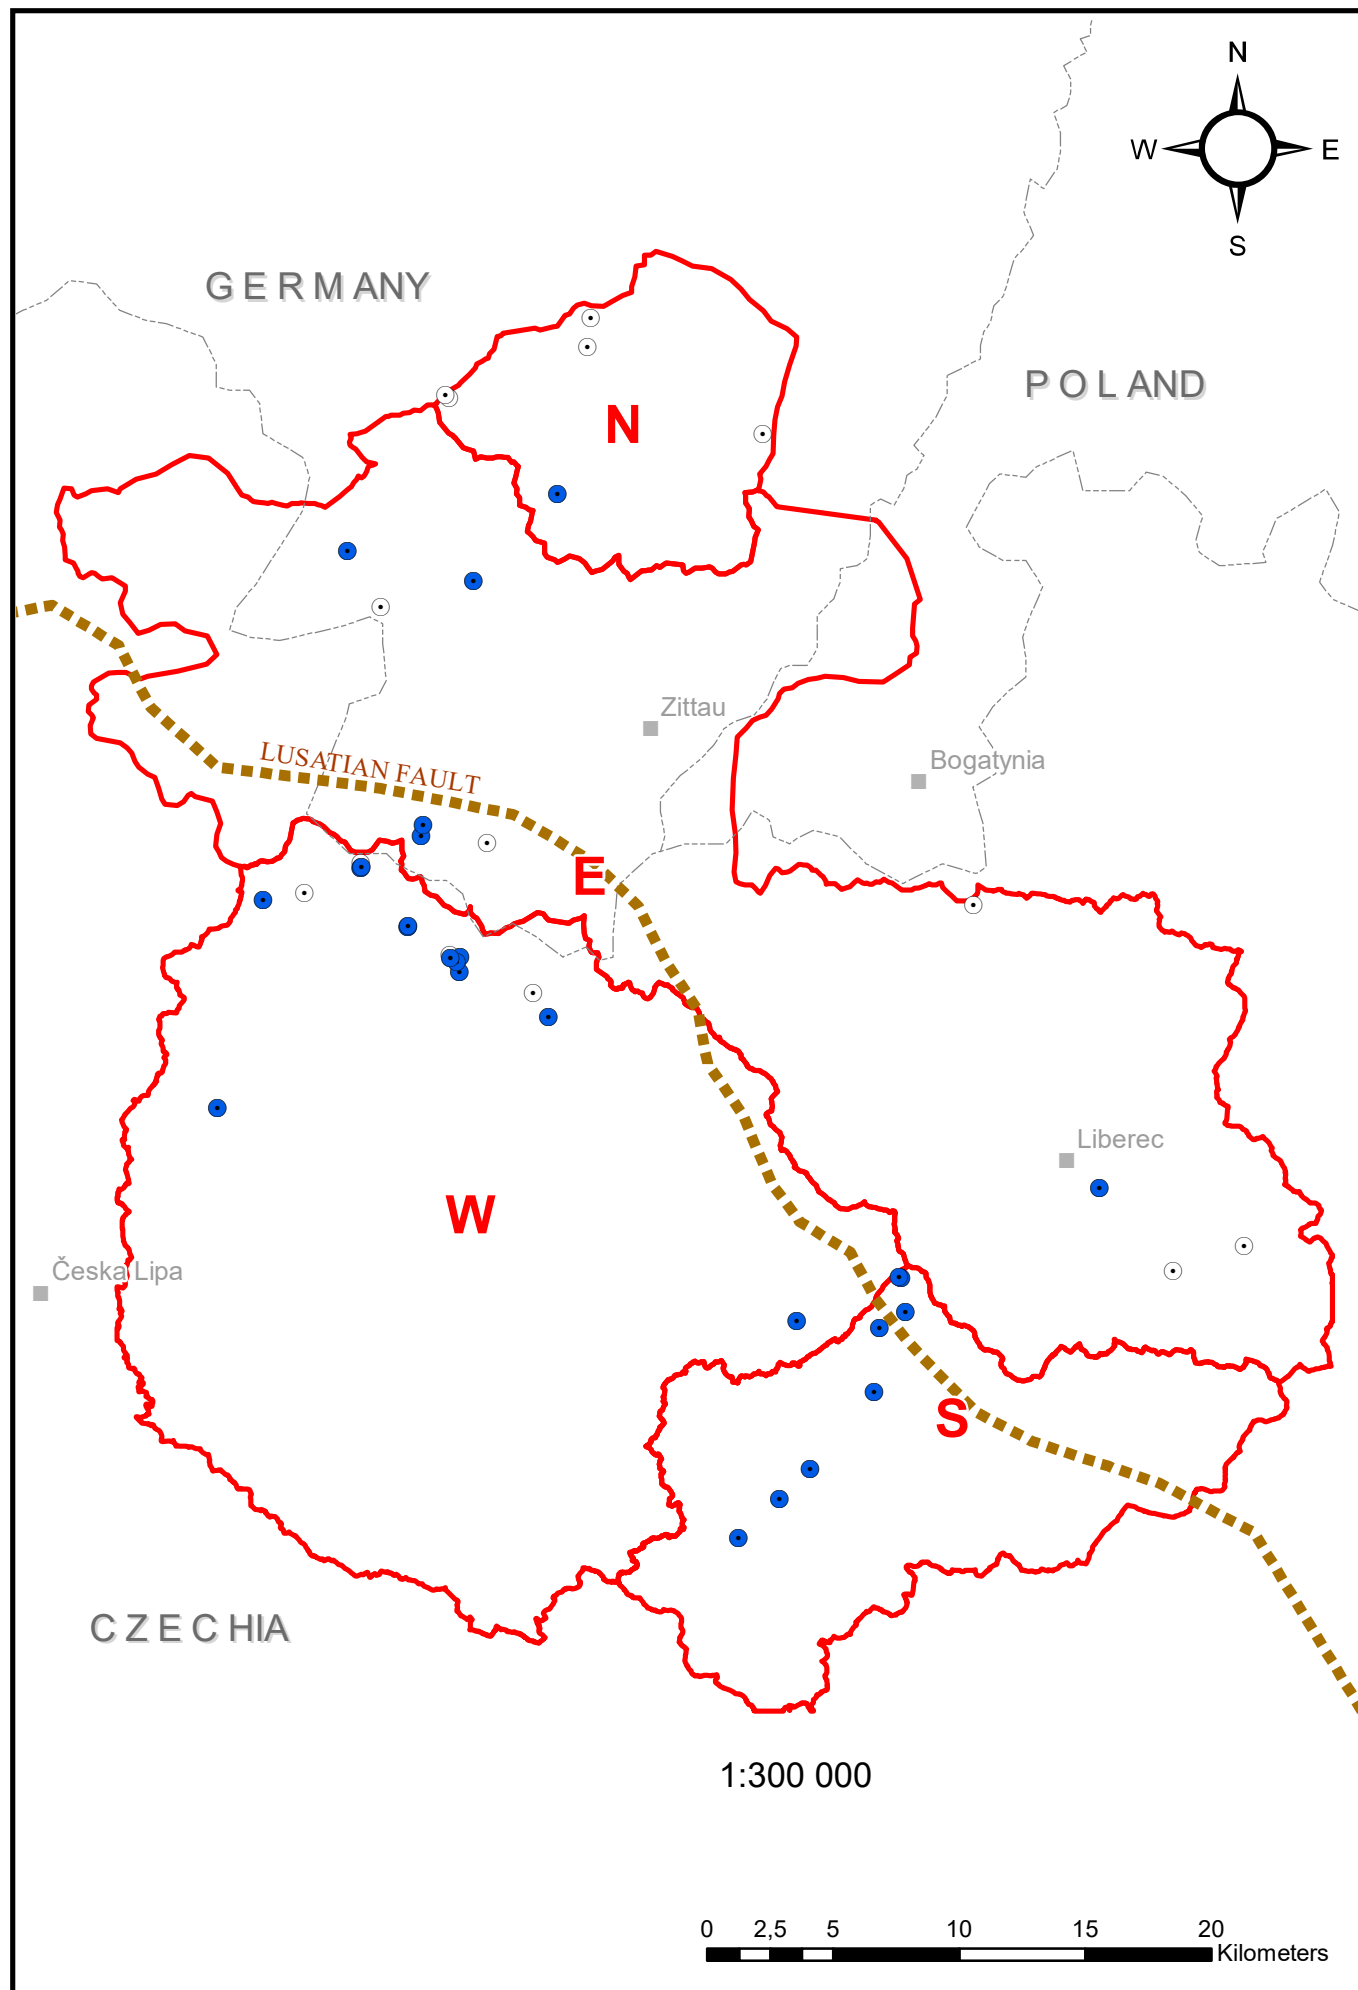 N
W E
S
GERMANY
POLAND
N
Zittau
Bogatynia
LUSATIAN FAULT
E
Liberec
W
Česka Lipa
S
CZECHIA
1:300 000
0 2,5 5 10 15 20
Kilometers